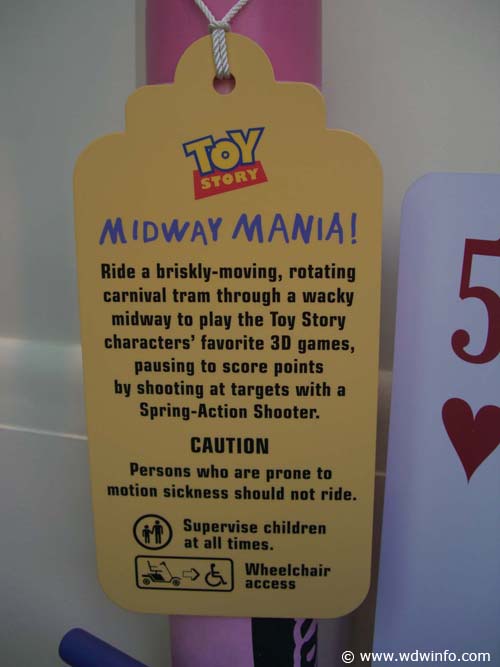 TOY
STORY
MIDWAY MANIA!
Ride a briskly-moving, rotating
carnival tram through a wacky
midway to play the Toy Story
characters' favorite 3D games,
pausing to score points
by shooting at targets with a
Spring-Action Shooter.
CAUTION
Persons who are prone to
motion sickness should not ride.
Supervise children
at all times.
Wheelchair
access
5
© www.wdwinfo.com